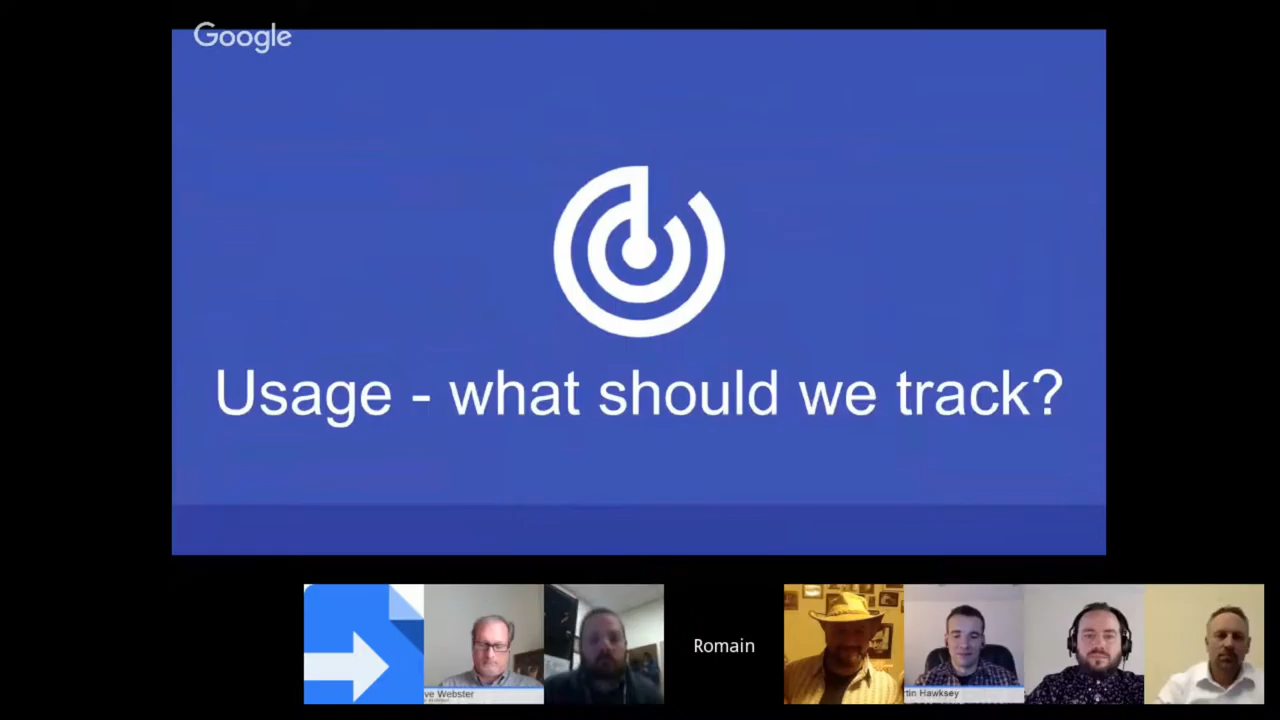 Google
Usage - what should we track?
Romain
ve Webster
tin Hawksey